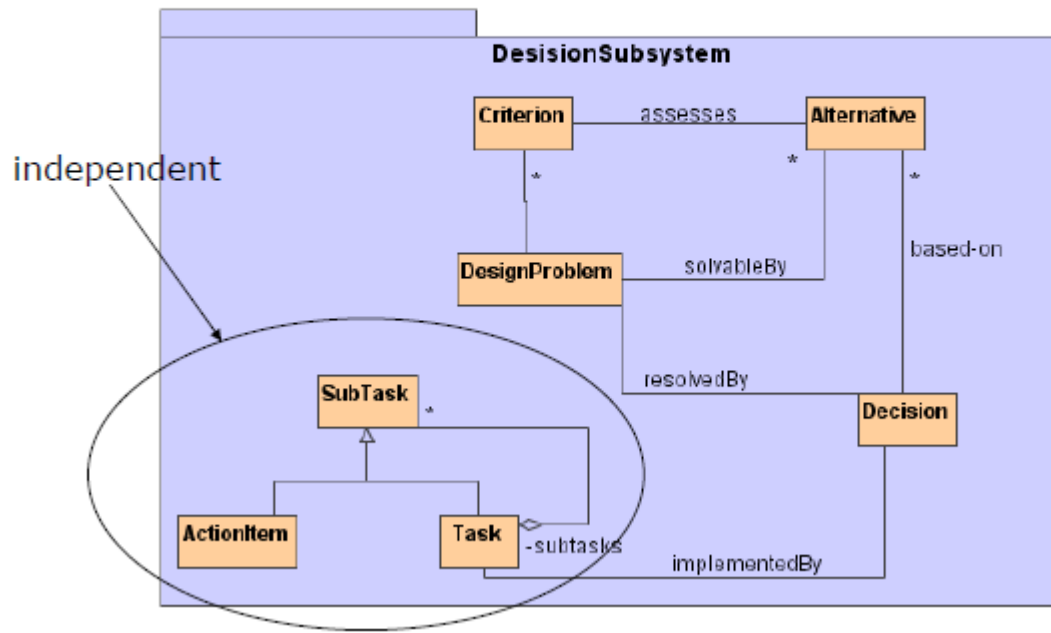 DesisionSubsystem
Criterion
assesses
Alternative
independent
*
*
*
based-on
DesignProblem
solvableBy
SubTask
*
resolvedBy
Decision
ActionItem
Task
-subtasks
implementedBy